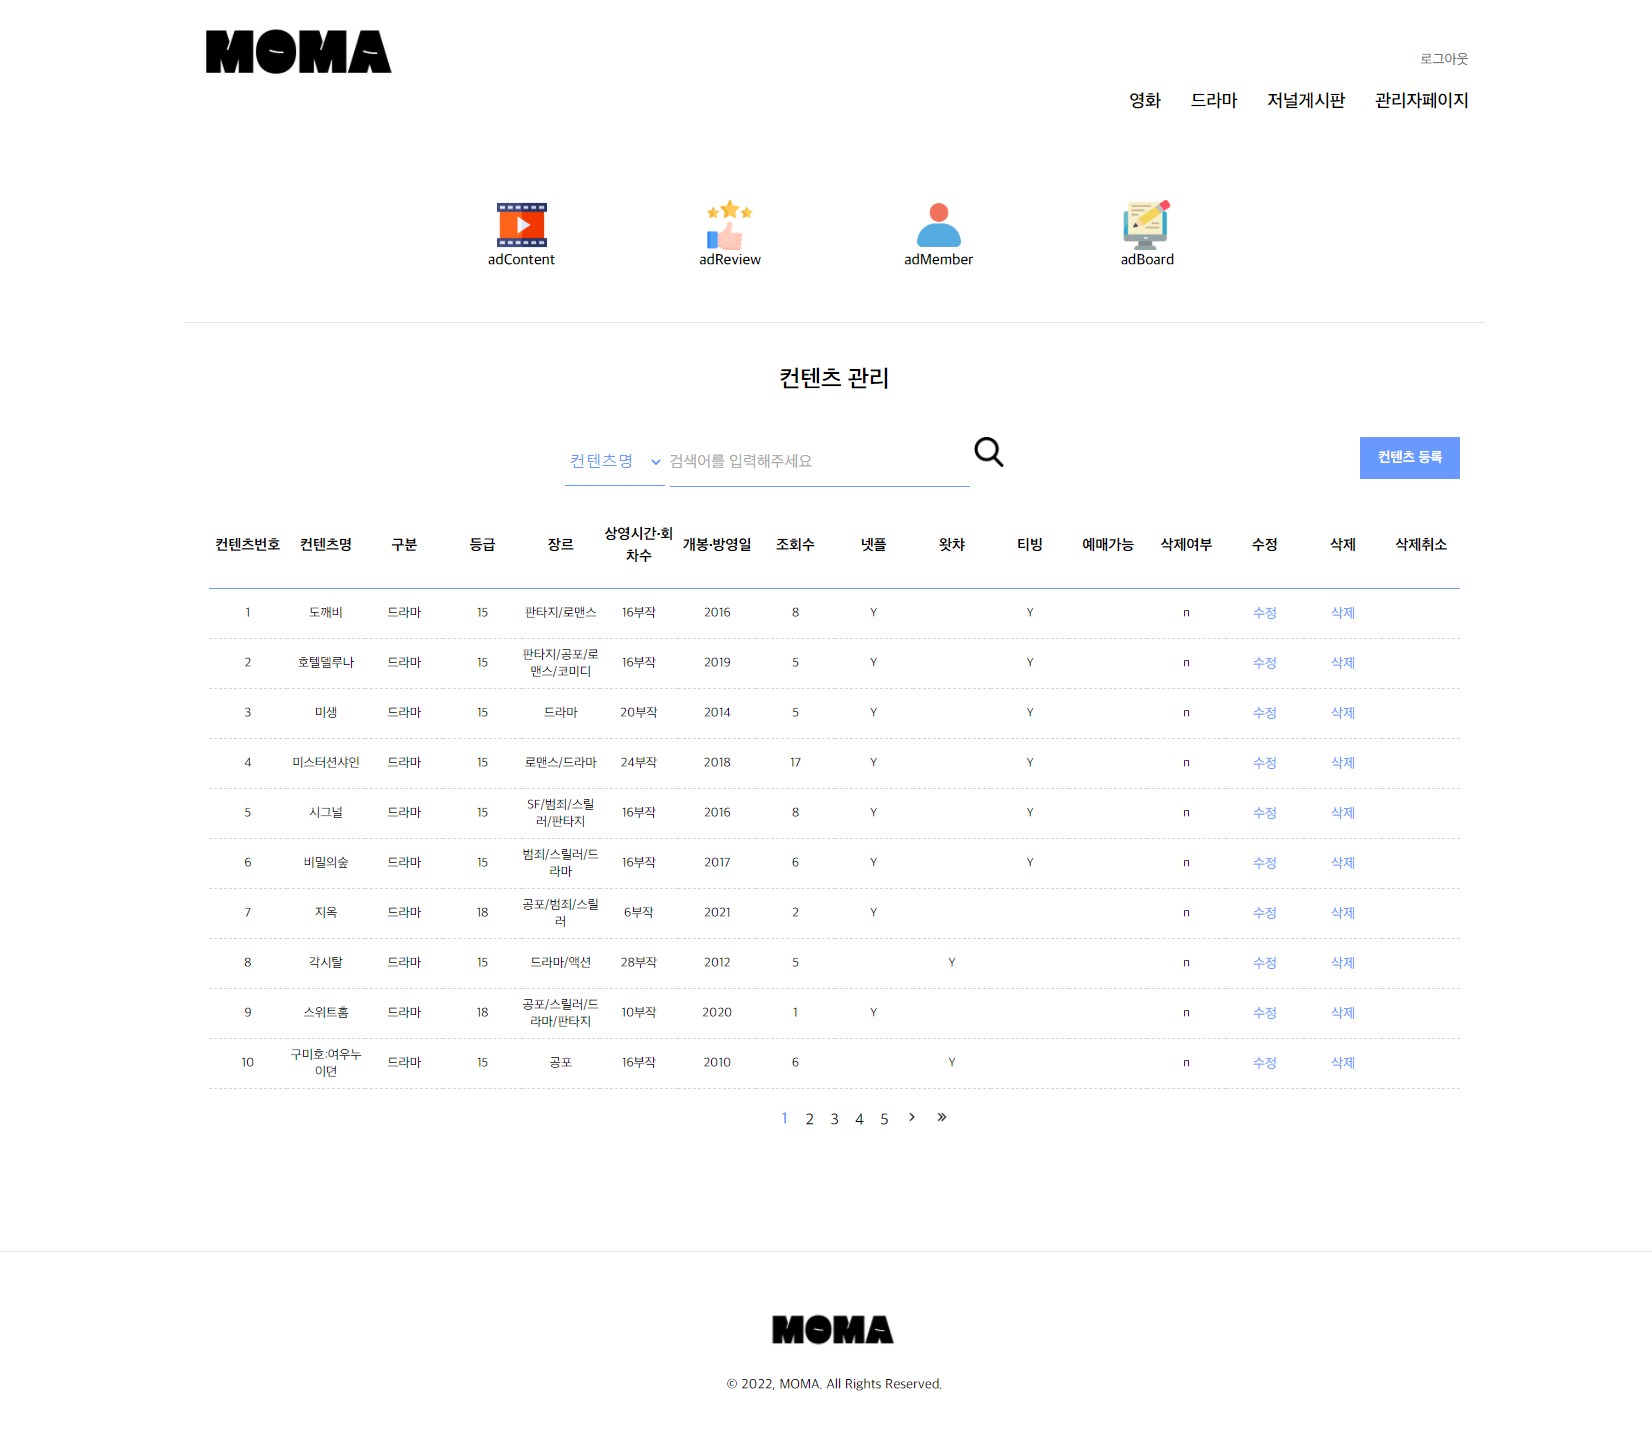 MOMA
로그아웃
영화 드라마 저널게시판 관리자페이지
adContent adReview adMember adBoard
컨텐츠 관리
컨텐츠명 검색어를 입력해주세요
컨텐츠 등록
컨텐츠번호 컨텐츠명 구분 등급 장르 상영시간·회차수 개봉·방영일 조회수 넷플 왓챠 티빙 예매가능 삭제여부 수정 삭제 삭제취소
1 도깨비 드라마 15 판타지/로맨스 16부작 2016 8 Y Y n 수정 삭제
2 호텔델루나 드라마 15 판타지/공포/로맨스/코미디 16부작 2019 5 Y Y n 수정 삭제
3 미생 드라마 15 드라마 20부작 2014 5 Y Y n 수정 삭제
4 미스터션샤인 드라마 15 로맨스/드라마 24부작 2018 17 Y Y n 수정 삭제
5 시그널 드라마 15 SF/범죄/스릴러/판타지 16부작 2016 8 Y Y n 수정 삭제
6 비밀의숲 드라마 15 범죄/스릴러/드라마 16부작 2017 6 Y Y n 수정 삭제
7 지옥 드라마 18 공포/범죄/스릴러 6부작 2021 2 Y n 수정 삭제
8 각시탈 드라마 15 드라마/액션 28부작 2012 5 Y n 수정 삭제
9 스위트홈 드라마 18 공포/스릴러/드라마/판타지 10부작 2020 1 Y n 수정 삭제
10 구미호:여우누이뎐 드라마 15 공포 16부작 2010 6 Y n 수정 삭제
1 2 3 4 5 › »
MOMA
© 2022, MOMA. All Rights Reserved.